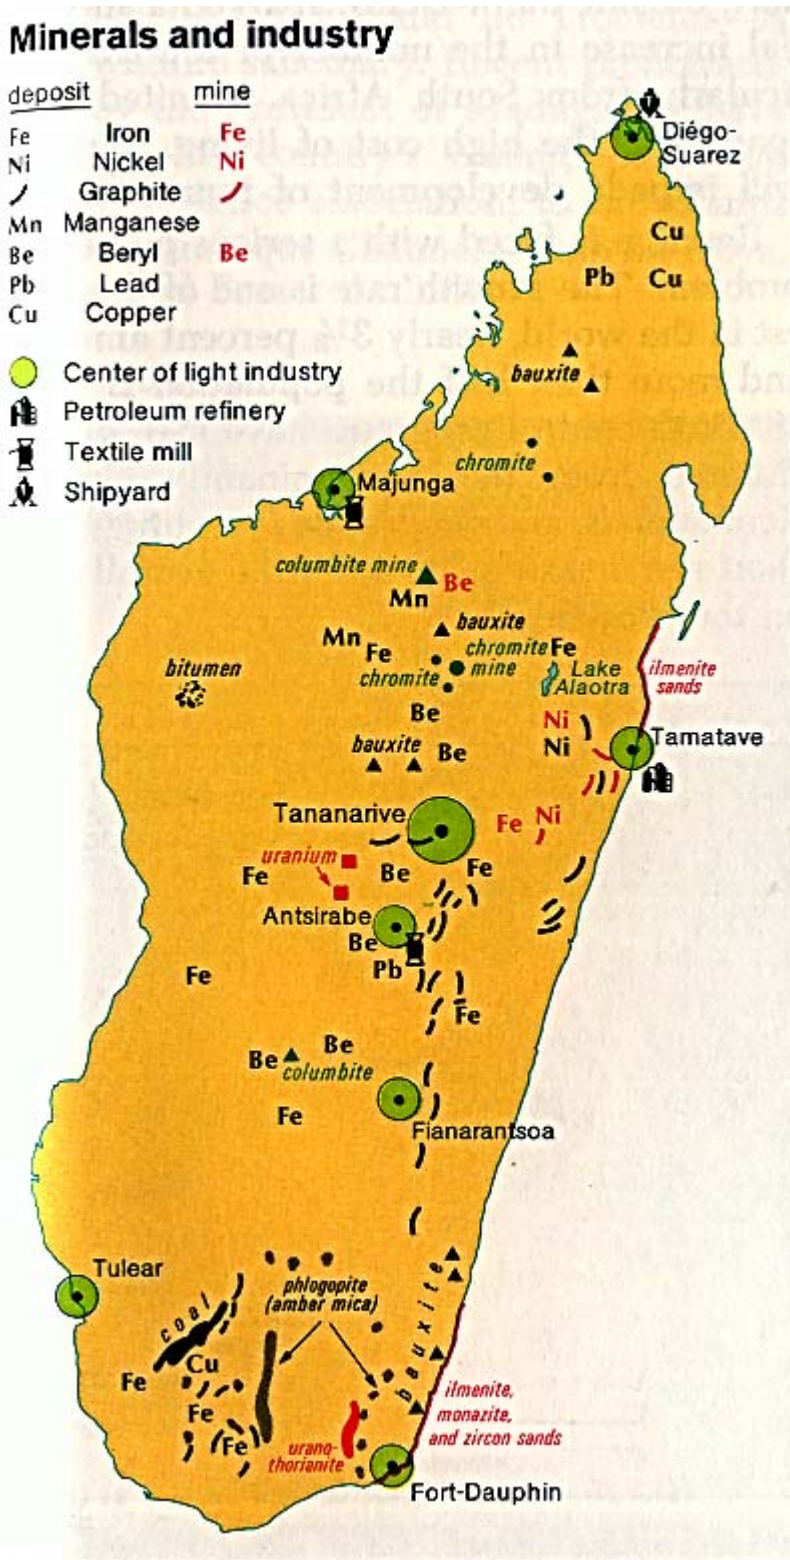 Minerals and industry
deposit mine
Fe Iron Fe
Ni Nickel Ni
Graphite
Mn Manganese
Be Beryl Be
Pb Lead
Cu Copper
Center of light industry
Petroleum refinery
Textile mill
Shipyard
Diégo-
Suarez
Cu
Pb Cu
bauxite
chromite
Majunga
columbite mine Be
Mn
bauxite
Mn
Fe
chromite
mine
Fe
chromite
Lake
Alaotra
ilmenite
sands
bitumen
Be
Ni
Ni
Tamatave
bauxite
Be
Tananarive
Fe Ni
uranium
Fe
Be
Fe
Antsirabe
Be
Pb
Fe
Fe
Be
Be
columbite
Fe
Fianarantsoa
Tulear
phlogopite
(amber mica)
coal
bauxite
Cu
Fe
Fe
Fe
ilmenite,
monazite,
and zircon sands
urano-
thorianite
Fort-Dauphin